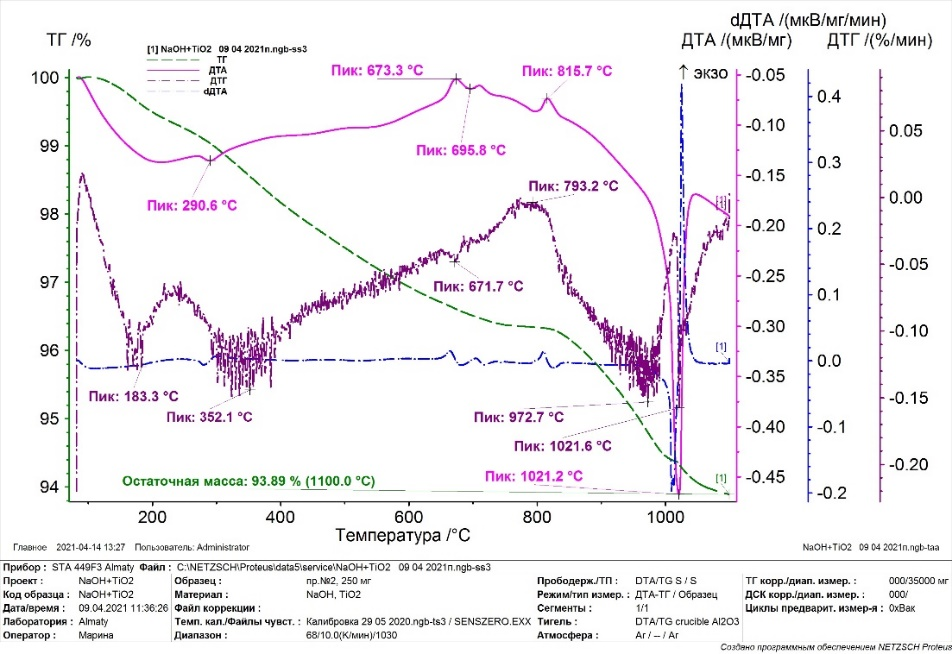 dДТА /(мкВ/мг/мин)
ТГ /% ДТА /(мкВ/мг) ДТГ /(%/мин)
[1] NaOH+TiO2 09 04 2021п.ngb-ss3
ТГ
ДТА
ДТГ
dДТА
↑ ЭКЗО
Пик: 673.3 °C
Пик: 815.7 °C
Пик: 695.8 °C
Пик: 290.6 °C
Пик: 793.2 °C
Пик: 671.7 °C
Пик: 183.3 °C
Пик: 352.1 °C
Пик: 972.7 °C
Пик: 1021.6 °C
Пик: 1021.2 °C
Остаточная масса: 93.89 % (1100.0 °C)
[1]
[1]
[1]
100
99
98
97
96
95
94
-0.05
-0.10
-0.15
-0.20
-0.25
-0.30
-0.35
-0.40
-0.45
0.4
0.3
0.2
0.1
0.0
-0.1
-0.2
0.05
0.00
-0.05
-0.10
-0.15
-0.20
200 400 600 800 1000
Температура /°C
Главное 2021-04-14 13:27 Пользователь: Administrator NaOH+TiO2 09 04 2021п.ngb-taa
Прибор : STA 449F3 Almaty Файл : C:\NETZSCH\Proteus\data5\service\NaOH+TiO2 09 04 2021п.ngb-ss3
Проект : NaOH+TiO2 Образец : пр.№2, 250 мг Прободерж./ТП : DTA/TG S / S ТГ корр./диап. измер. : 000/35000 мг
Код образца : NaOH+TiO2 Материал : NaOH, TiO2 Режим/тип измер. : ДТА-ТГ / Образец ДСК корр./диап. измер. : 000/
Дата/время : 09.04.2021 11:36:26 Файл коррекции : Сегменты : 1/1 Циклы предварит. измер-я : 0xВак
Лаборатория : Almaty Темп. кал./Файлы чувств. : Калибровка 29 05 2020.ngb-ts3 / SENSZERO.EXX Тигель : DTA/TG crucible Al2O3
Оператор : Марина Диапазон : 68/10.0(K/мин)/1030 Атмосфера : Ar / -- / Ar
Создано программным обеспечением NETZSCH Proteus